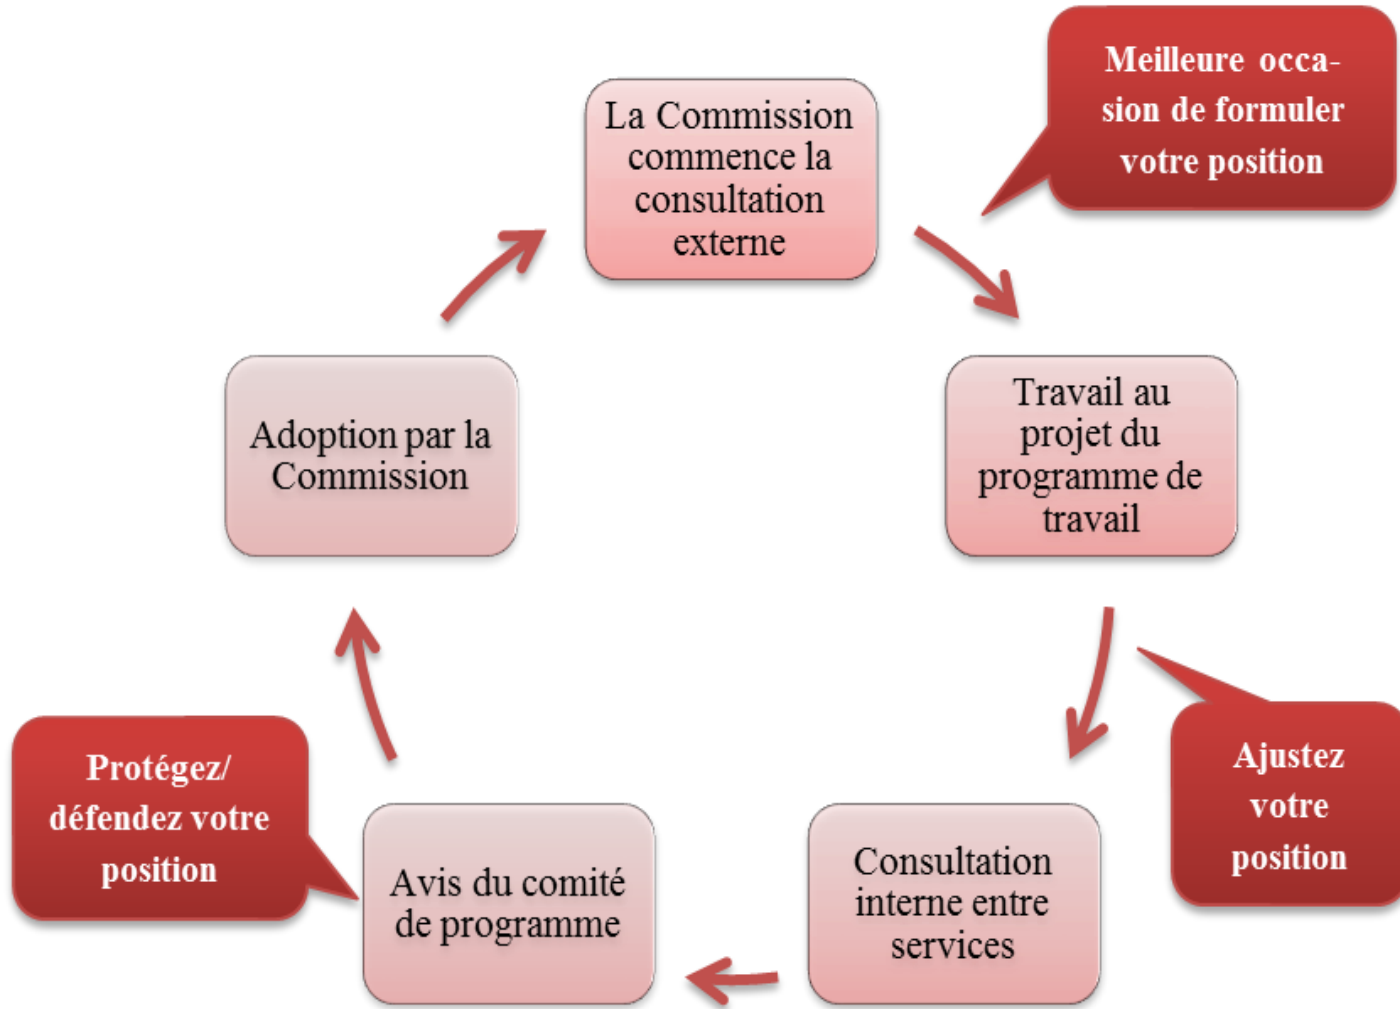 Meilleure occa-
sion de formuler
votre position
La Commission
commence la
consultation
externe
Travail au
projet du
programme de
travail
Adoption par la
Commission
Ajustez
votre
position
Consultation
interne entre
services
Avis du comité
de programme
Protégez/
défendez votre
position